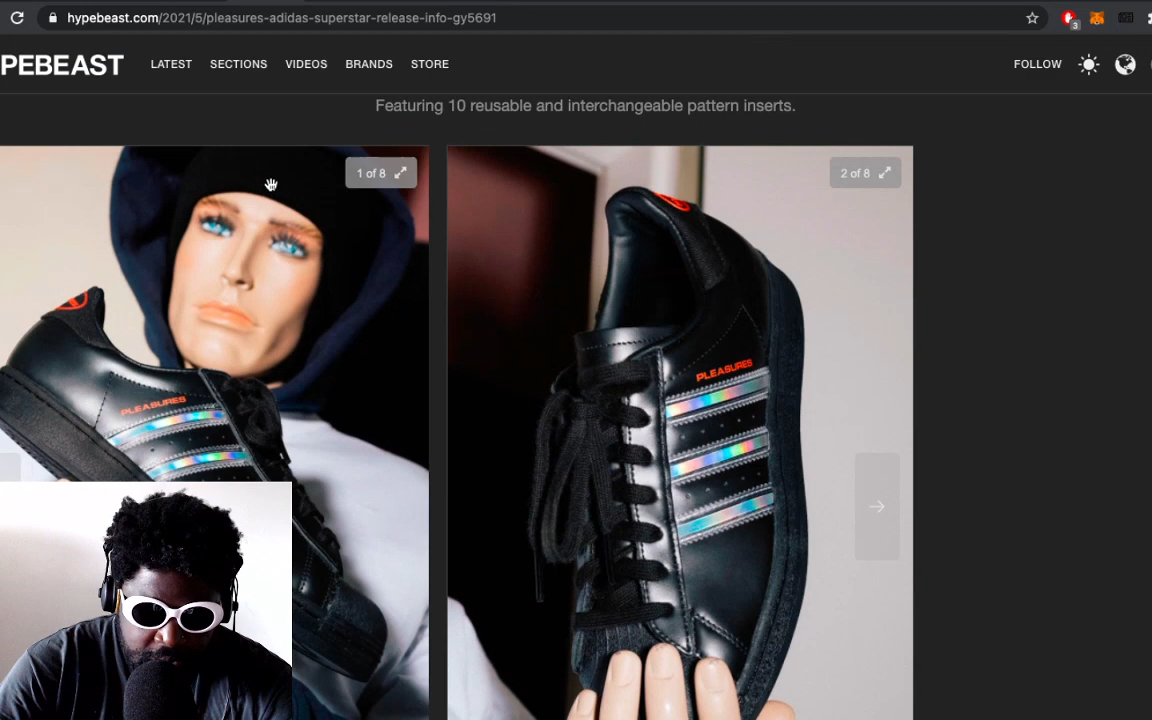 hypebeast.com/2021/5/pleasures-adidas-superstar-release-info-gy5691
3
PEBEAST
LATEST
SECTIONS
VIDEOS
BRANDS
STORE
FOLLOW
Featuring 10 reusable and interchangeable pattern inserts.
1 of 8
2 of 8
PLEASURES
PLEASURES